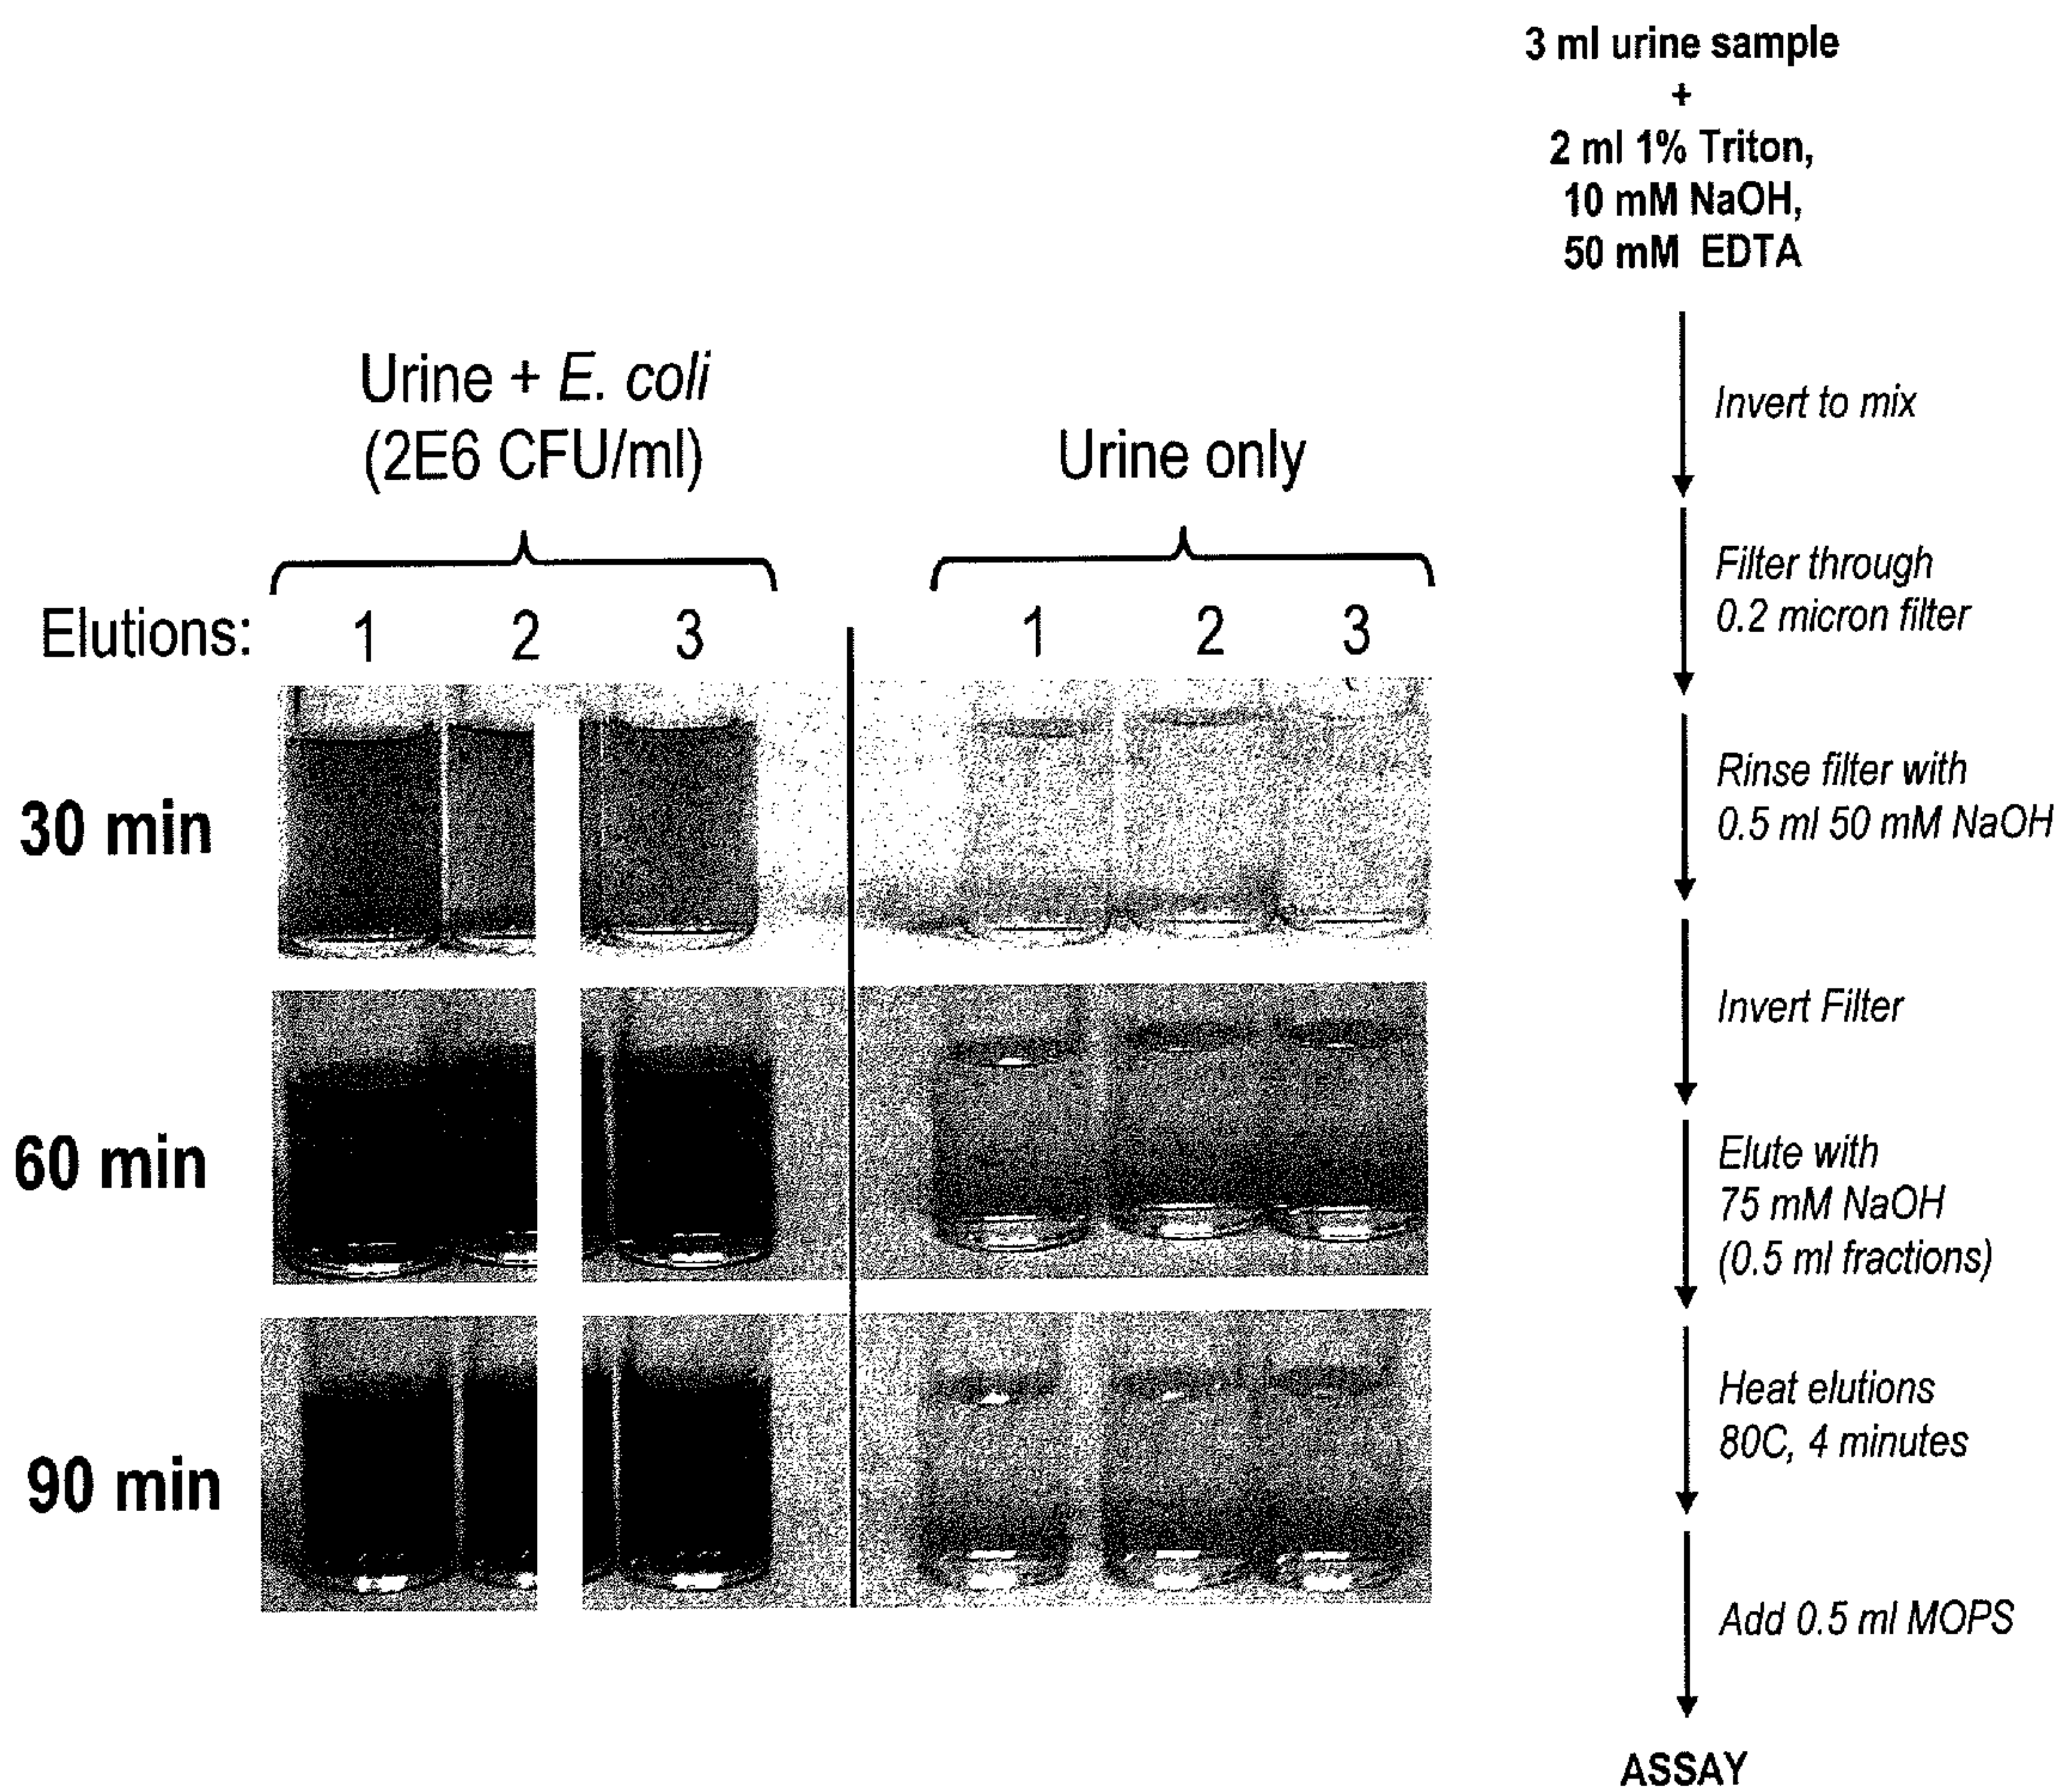 3 ml urine sample
+
2 ml 1% Triton,
10 mM NaOH,
50 mM EDTA
Invert to mix
Filter through
0.2 micron filter
Rinse filter with
0.5 ml 50 mM NaOH
Invert Filter
Elute with
75 mM NaOH
(0.5 ml fractions)
Heat elutions
80C, 4 minutes
Add 0.5 ml MOPS
ASSAY
Urine + E. coli
(2E6 CFU/ml)
Urine only
Elutions: 1 2 3 1 2 3
30 min
60 min
90 min